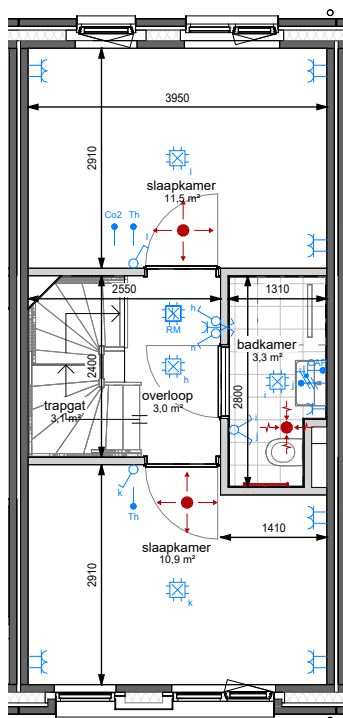 3950
2910
l
slaapkamer
11,5 m²
Co2 Th
l
2550
1310
RM
h
badkamer
3,3 m²
2400
h
2800
i
j
trapgat
3,1 m²
overloop
3,0 m²
i
j
k
Th
slaapkamer
10,9 m²
1410
2910
k